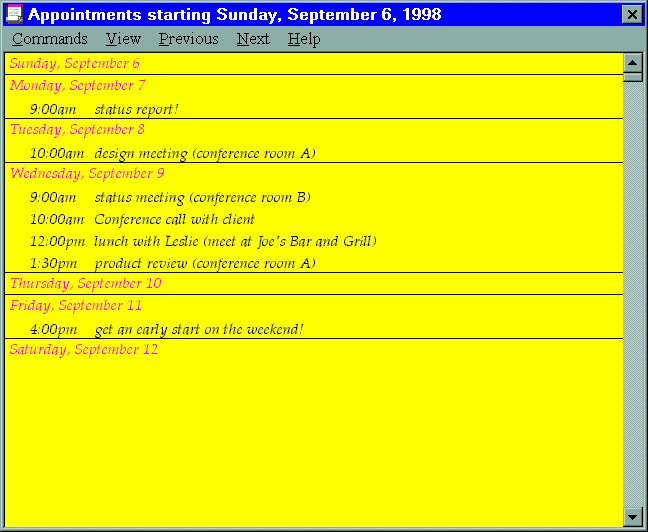 Appointments starting Sunday, September 6, 1998
Commands View Previous Next Help
Sunday, September 6
Monday, September 7
9:00am status report!
Tuesday, September 8
10:00am design meeting (conference room A)
Wednesday, September 9
9:00am status meeting (conference room B)
10:00am Conference call with client
12:00pm lunch with Leslie (meet at Joe's Bar and Grill)
1:30pm product review (conference room A)
Thursday, September 10
Friday, September 11
4:00pm get an early start on the weekend!
Saturday, September 12